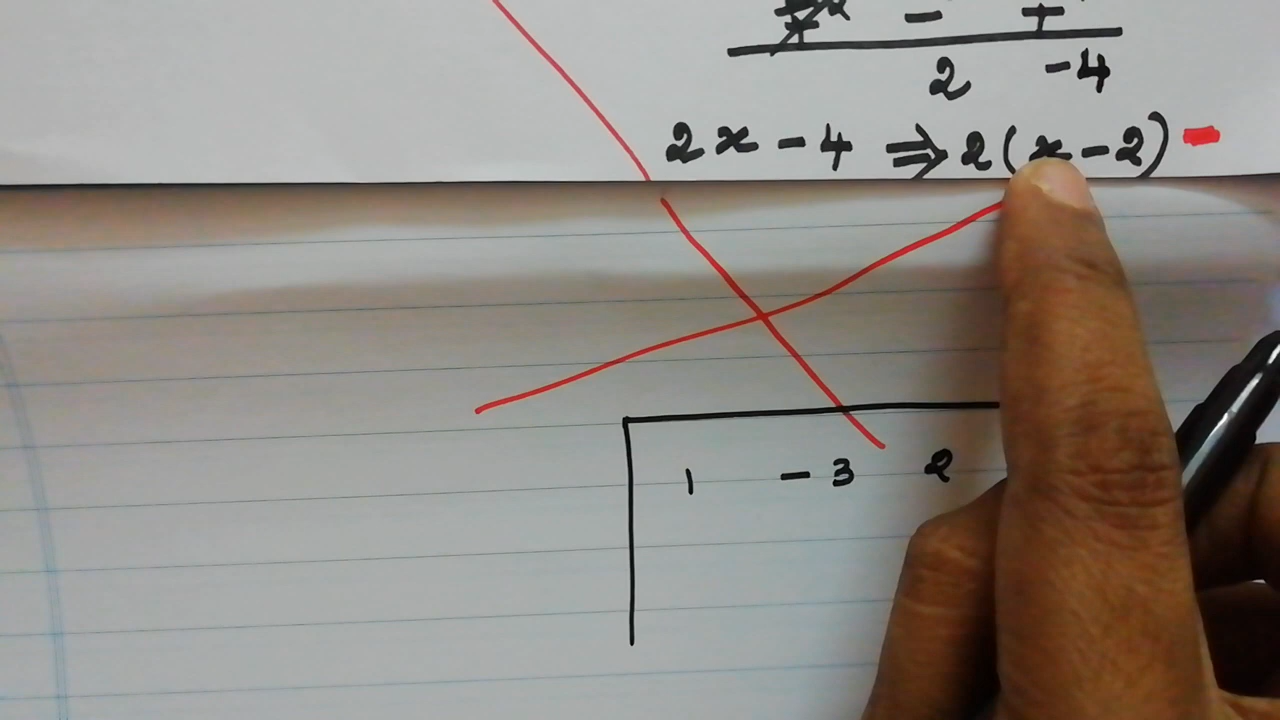 - +
2 -4
2x - 4 ⇒ 2(x - 2) -
1 -3 2